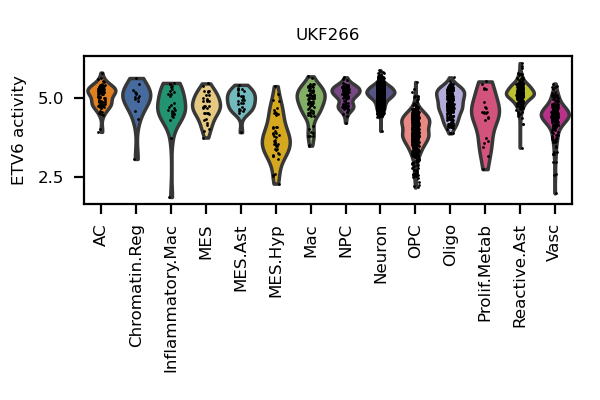 UKF266
ETV6 activity
5.0
2.5
AC
Chromatin.Reg
Inflammatory.Mac
MES
MES.Ast
MES.Hyp
Mac
NPC
Neuron
OPC
Oligo
Prolif.Metab
Reactive.Ast
Vasc